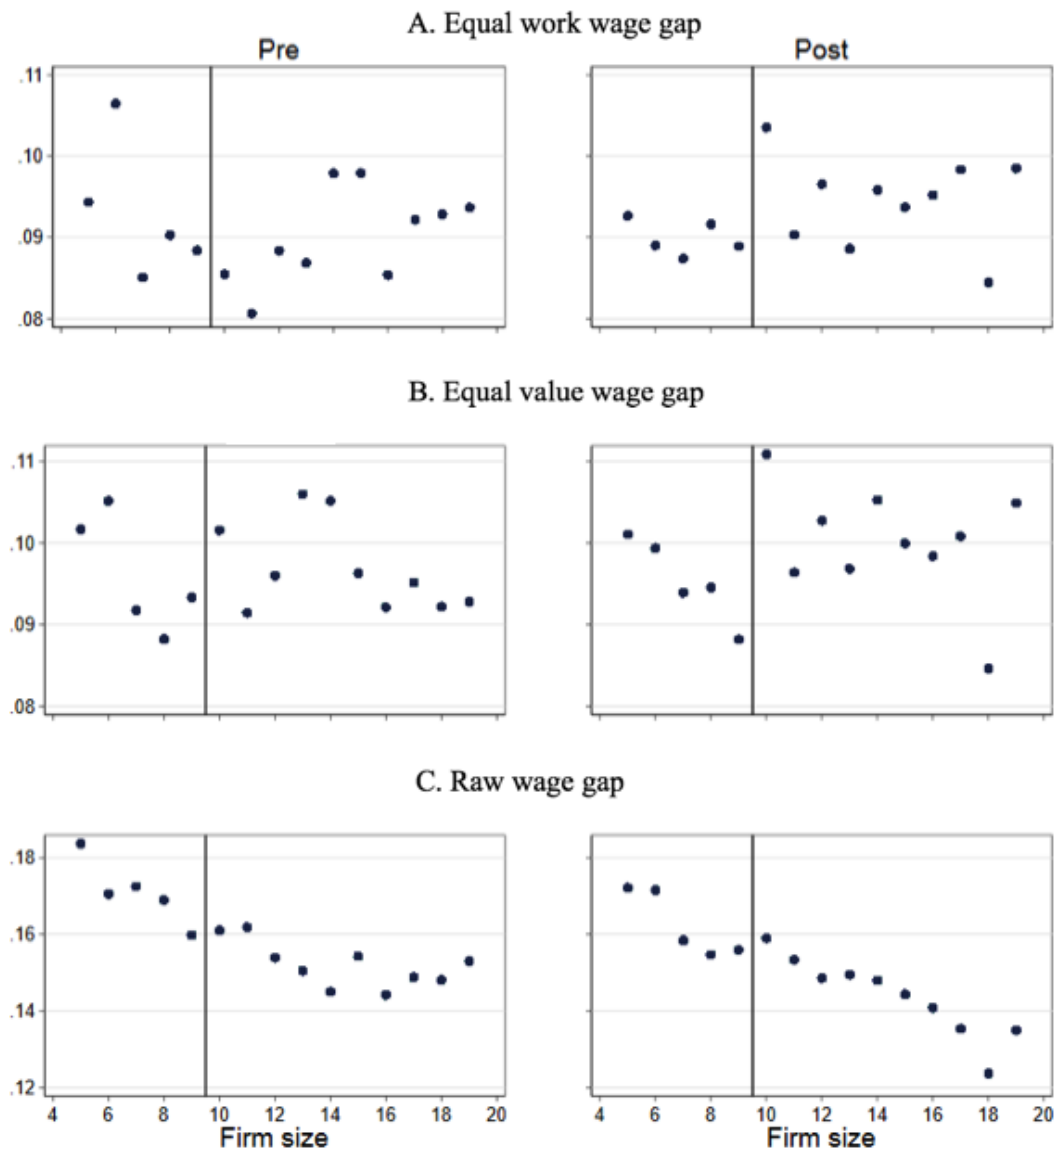 A. Equal work wage gap
Pre
Post
.11
.10
.09
.08
B. Equal value wage gap
.11
.10
.09
.08
C. Raw wage gap
.18
.16
.14
.12
4 6 8 10 12 14 16 18 20
4 6 8 10 12 14 16 18 20
Firm size
Firm size